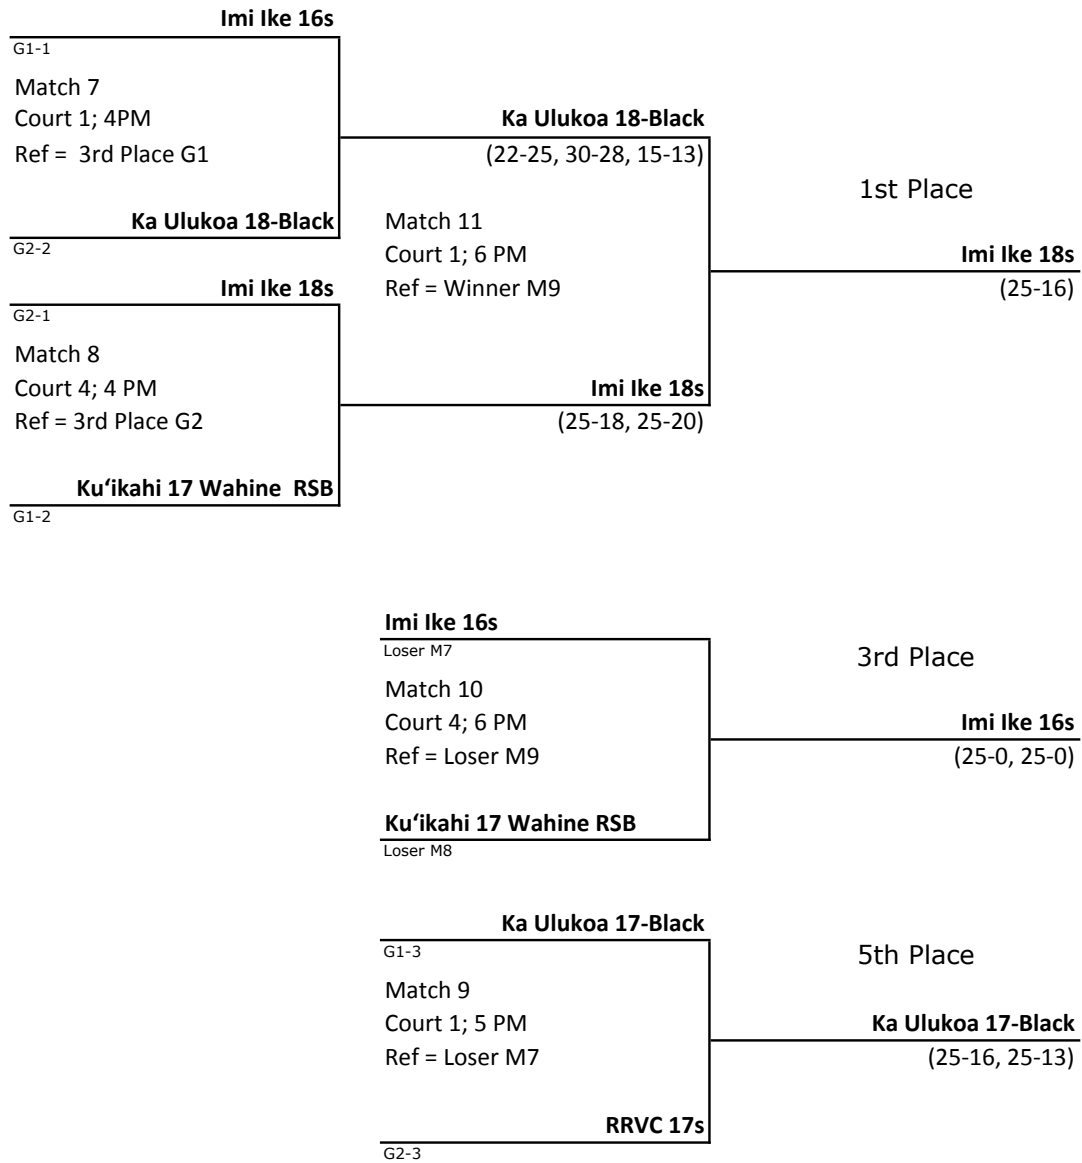 Imi Ike 16s
G1-1
Match 7
Court 1; 4PM
Ref =  3rd Place G1
Ka Ulukoa 18-Black
G2-2
Ka Ulukoa 18-Black
(22-25, 30-28, 15-13)
Match 11
Court 1; 6 PM
Ref = Winner M9
1st Place
Imi Ike 18s
(25-16)
Imi Ike 18s
G2-1
Match 8
Court 4; 4 PM
Ref = 3rd Place G2
Kuʻikahi 17 Wahine  RSB
G1-2
Imi Ike 18s
(25-18, 25-20)
Imi Ike 16s
Loser M7
Match 10
Court 4; 6 PM
Ref = Loser M9
Kuʻikahi 17 Wahine RSB
Loser M8
3rd Place
Imi Ike 16s
(25-0, 25-0)
Ka Ulukoa 17-Black
G1-3
Match 9
Court 1; 5 PM
Ref = Loser M7
RRVC 17s
G2-3
5th Place
Ka Ulukoa 17-Black
(25-16, 25-13)